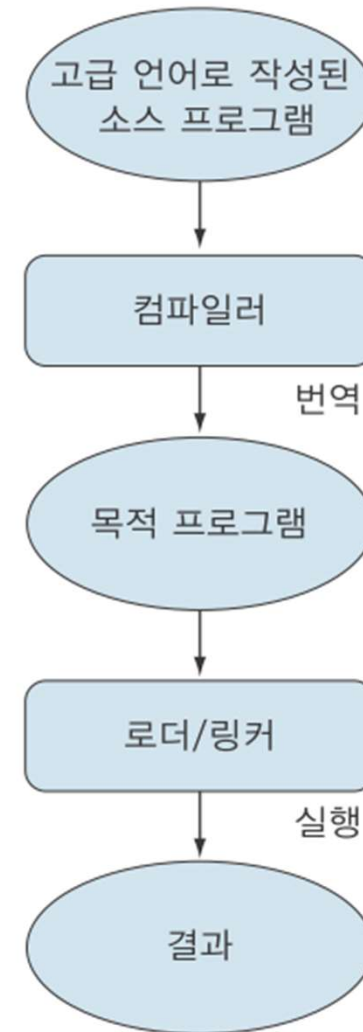 고급 언어로 작성된
소스 프로그램
컴파일러
번역
목적 프로그램
로더/링커
실행
결과